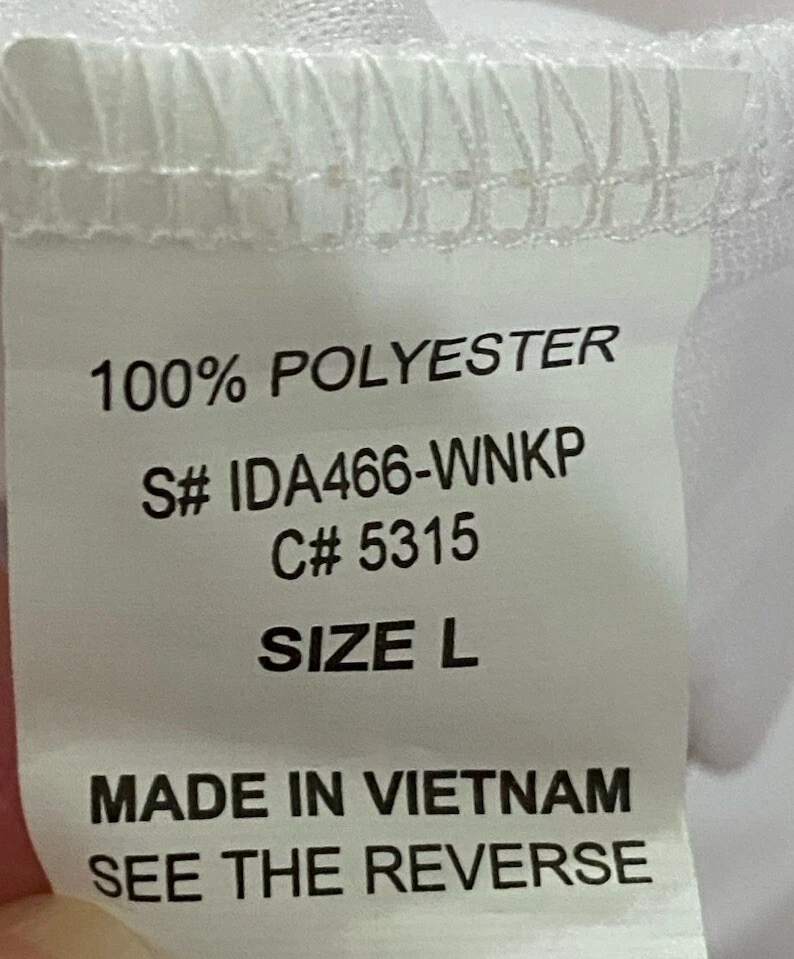 100% POLYESTER
S# IDA466-WNKP
C# 5315
SIZE L
MADE IN VIETNAM
SEE THE REVERSE